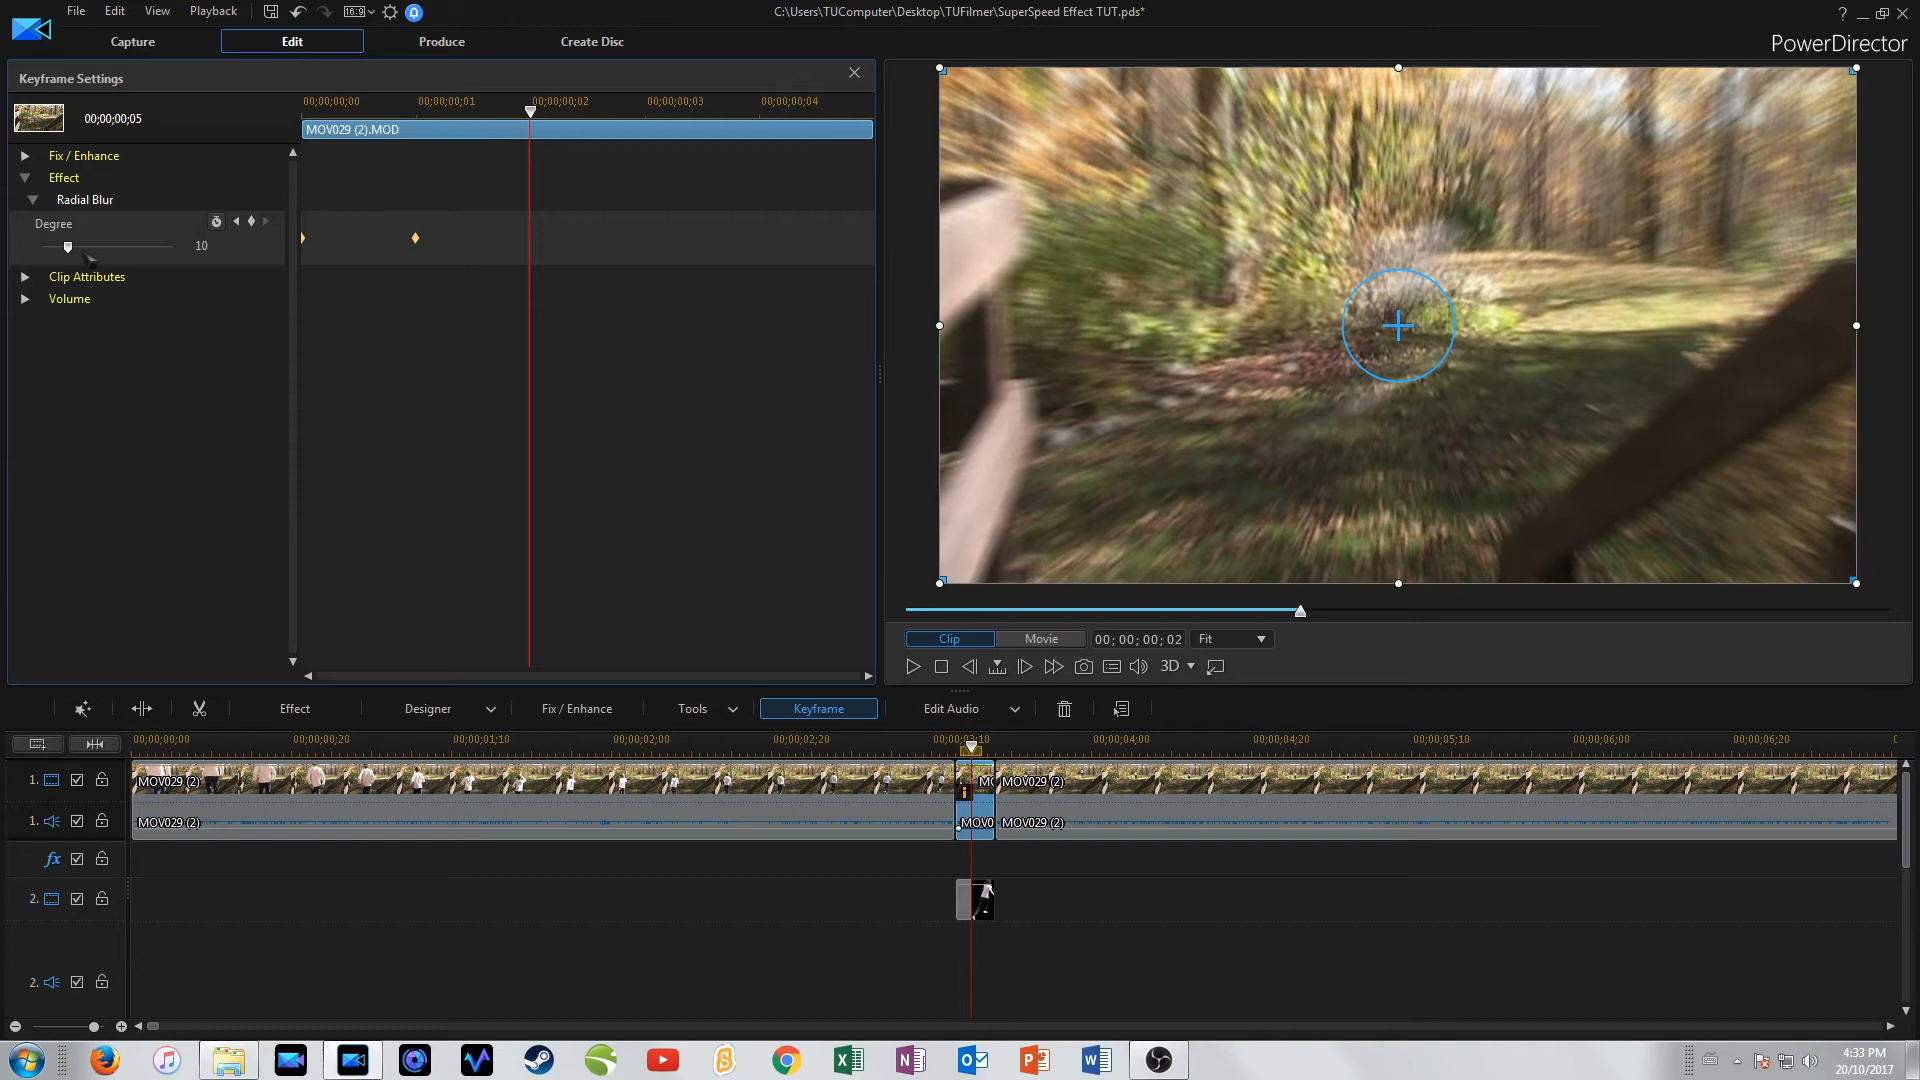 File Edit View Playback 16:9 C:\Users\TUComputer\Desktop\TUFilmer\SuperSpeed Effect TUT.pds* ?
Capture Edit Produce Create Disc PowerDirector
Keyframe Settings
00;00;00;05 00;00;00;00 00;00;00;01 00;00;00;02 00;00;00;03 00;00;00;04
MOV029 (2).MOD
Fix / Enhance
Effect
Radial Blur
Degree
10
Clip Attributes
Volume
Clip Movie 00; 00; 00; 02 Fit
3D
Effect Designer Fix / Enhance Tools Keyframe Edit Audio
00;00;00;00 00;00;00;20 00;00;01;10 00;00;02;00 00;00;02;20 00;00;03;10 00;00;04;00 00;00;04;20 00;00;05;10 00;00;06;00 00;00;06;20
1. MOV029 (2) i MO MOV029 (2)
1. MOV029 (2) MOV0 MOV029 (2)
fx
2.
2.
4:33 PM
20/10/2017